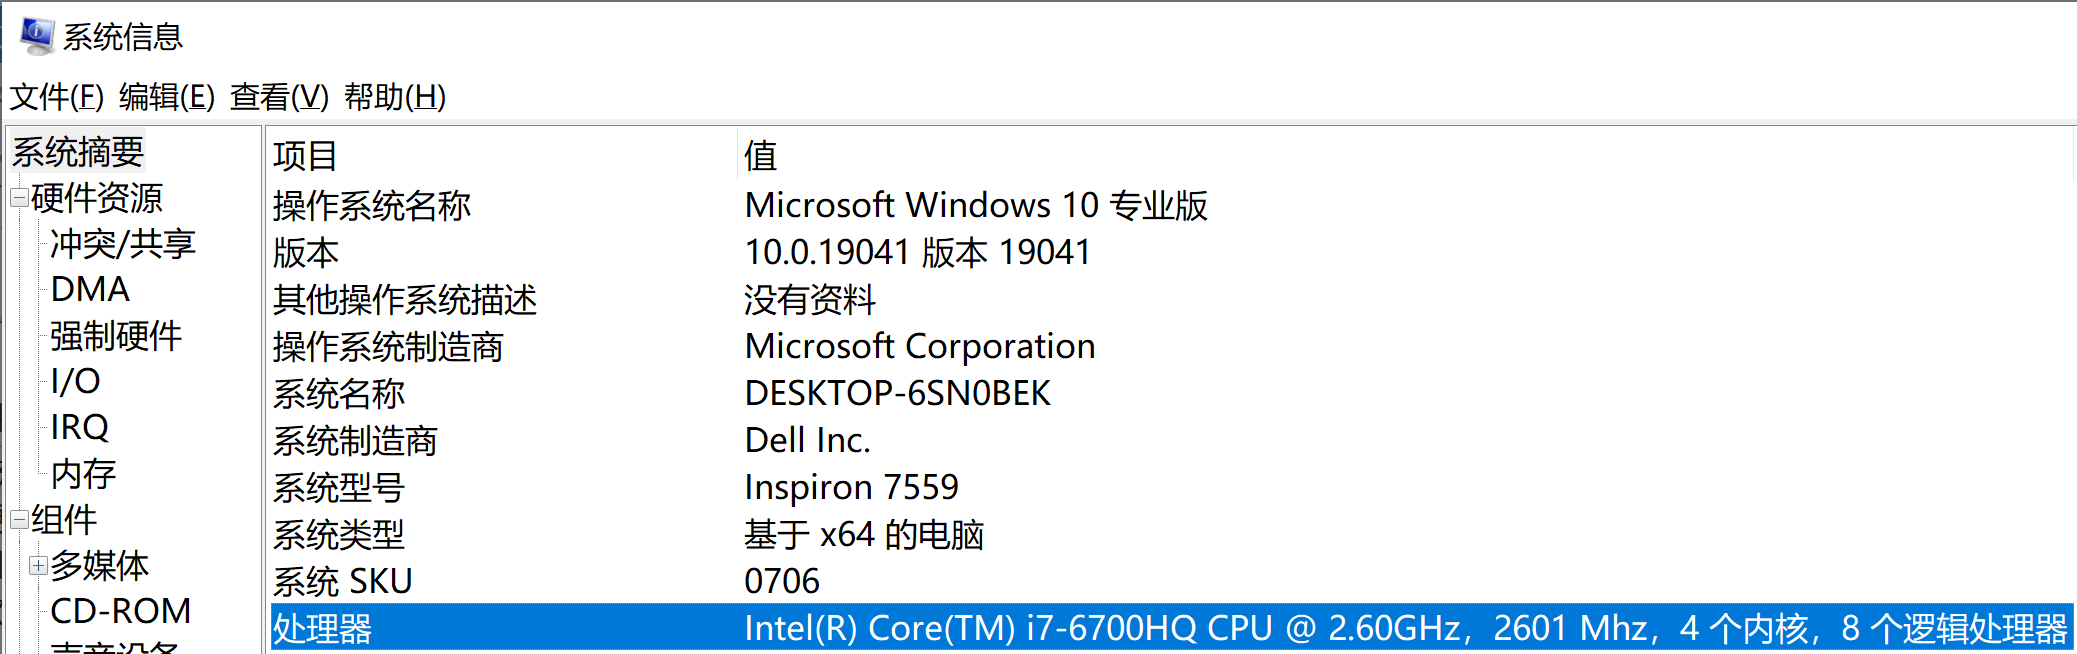 系统信息
文件(F) 编辑(E) 查看(V) 帮助(H)
系统摘要
硬件资源
冲突/共享
DMA
强制硬件
I/O
IRQ
内存
组件
多媒体
CD-ROM
声音设备
项目 值
操作系统名称 Microsoft Windows 10 专业版
版本 10.0.19041 版本 19041
其他操作系统描述 没有资料
操作系统制造商 Microsoft Corporation
系统名称 DESKTOP-6SN0BEK
系统制造商 Dell Inc.
系统型号 Inspiron 7559
系统类型 基于 x64 的电脑
系统 SKU 0706
处理器 Intel(R) Core(TM) i7-6700HQ CPU @ 2.60GHz，2601 Mhz，4 个内核，8 个逻辑处理器